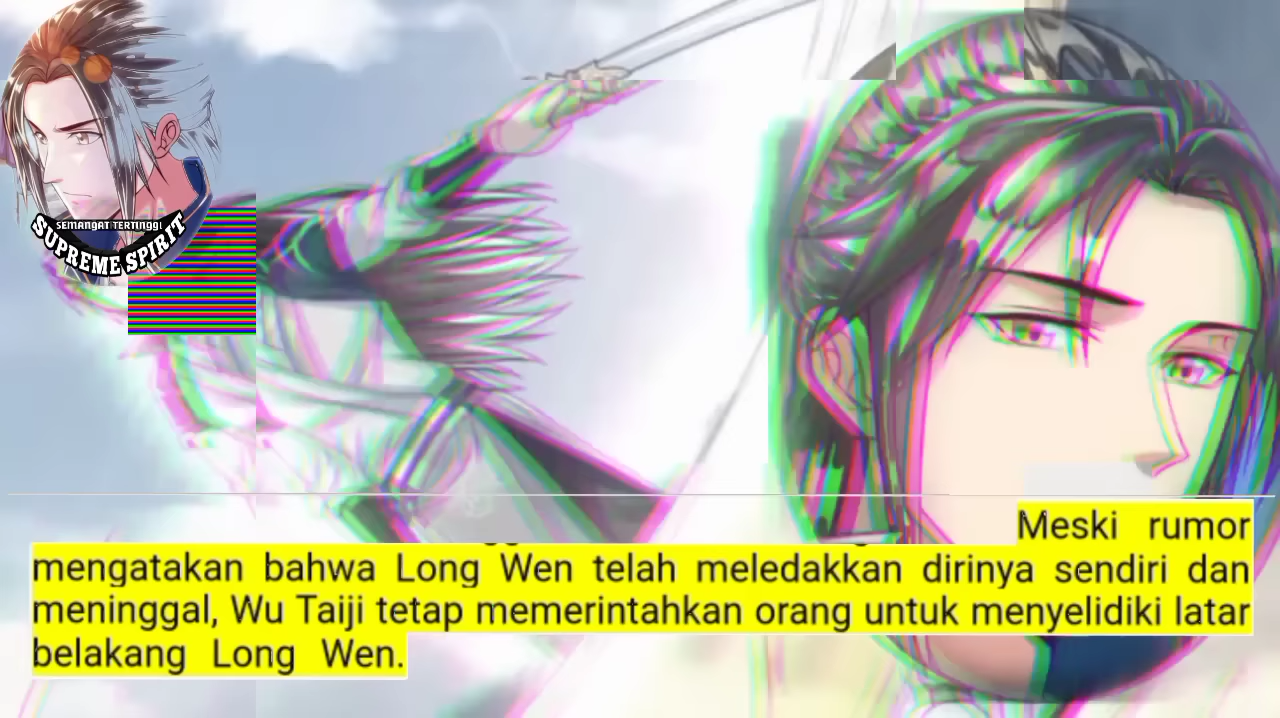 SEMANGAT TERTINGGI
SUPREME SPIRIT
Meski rumor
mengatakan bahwa Long Wen telah meledakkan dirinya sendiri dan
meninggal, Wu Taiji tetap memerintahkan orang untuk menyelidiki latar
belakang Long Wen.